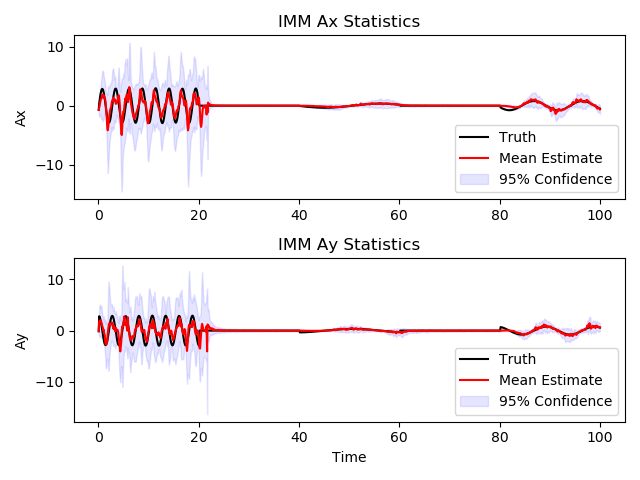 IMM Ax Statistics
10
0
−10
Ax
0 20 40 60 80 100
Truth
Mean Estimate
95% Confidence
IMM Ay Statistics
10
0
−10
Ay
0 20 40 60 80 100
Truth
Mean Estimate
95% Confidence
Time